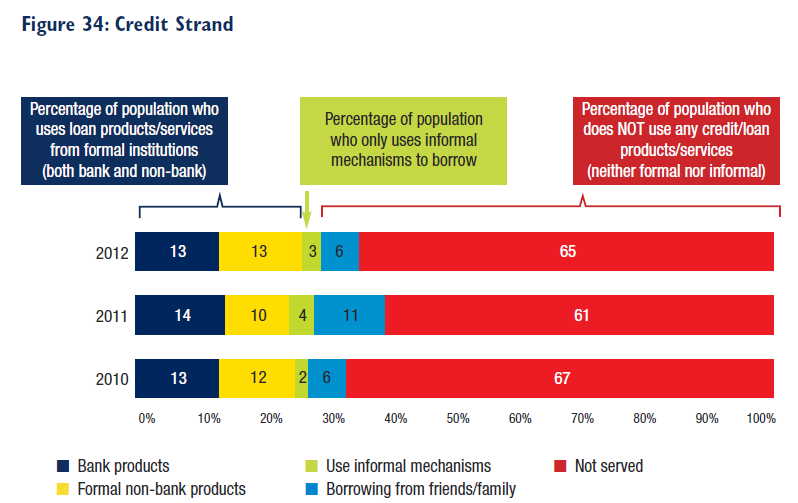 Figure 34: Credit Strand
Percentage of population who
uses loan products/services
from formal institutions
(both bank and non-bank)
Percentage of population
who only uses informal
mechanisms to borrow
Percentage of population who
does NOT use any credit/loan
products/services
(neither formal nor informal)
2012 13 13 3 6 65
2011 14 10 4 11 61
2010 13 12 2 6 67
0% 10% 20% 30% 40% 50% 60% 70% 80% 90% 100%
Bank products Use informal mechanisms Not served
Formal non-bank products Borrowing from friends/family